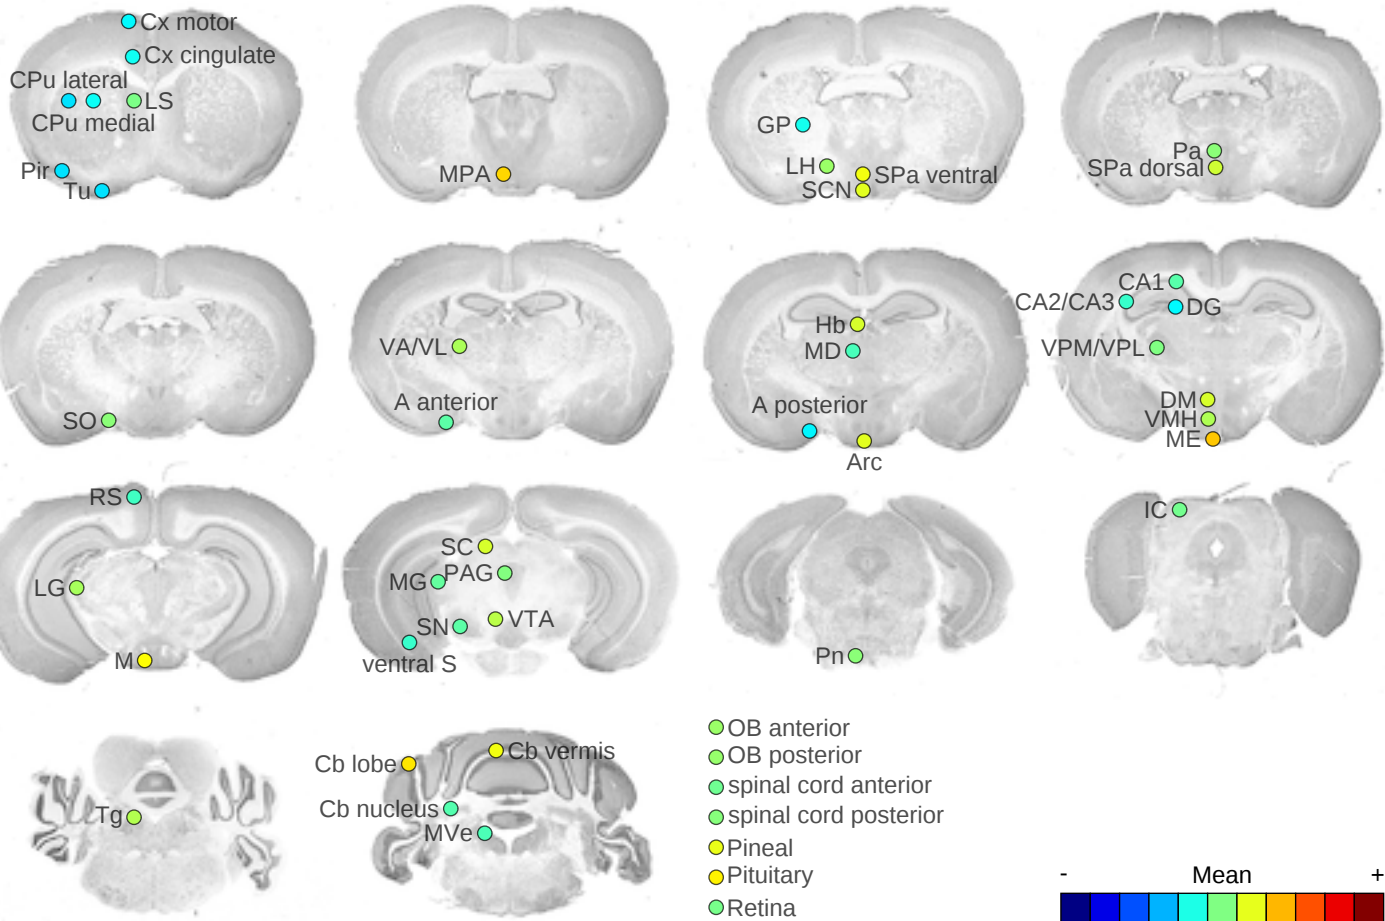 Cx motor
Cx cingulate
CPu lateral
LS
CPu medial
Pir
Tu
MPA
GP
LH
SPa ventral
SCN
Pa
SPa dorsal
SO
VA/VL
A anterior
Hb
MD
A posterior
Arc
CA1
CA2/CA3
DG
VPM/VPL
DM
VMH
ME
RS
LG
M
SC
PAG
MG
VTA
SN
ventral S
Pn
IC
Tg
Cb vermis
Cb lobe
Cb nucleus
MVe
OB anterior
OB posterior
spinal cord anterior
spinal cord posterior
Pineal
Pituitary
Retina
- Mean +